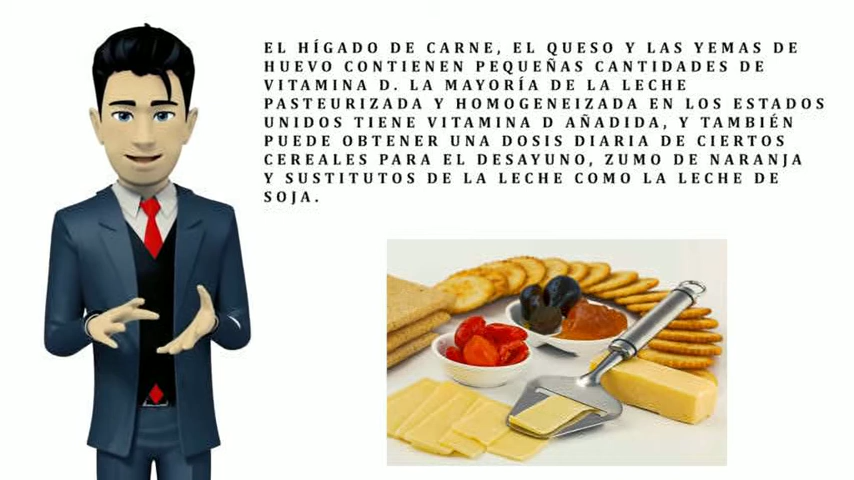 EL HÍGADO DE CARNE, EL QUESO Y LAS YEMAS DE
HUEVO CONTIENEN PEQUEÑAS CANTIDADES DE
VITAMINA D. LA MAYORÍA DE LA LECHE
PASTEURIZADA Y HOMOGENEIZADA EN LOS ESTADOS
UNIDOS TIENE VITAMINA D AÑADIDA, Y TAMBIÉN
PUEDE OBTENER UNA DOSIS DIARIA DE CIERTOS
CEREALES PARA EL DESAYUNO, ZUMO DE NARANJA
Y SUSTITUTOS DE LA LECHE COMO LA LECHE DE
SOJA.